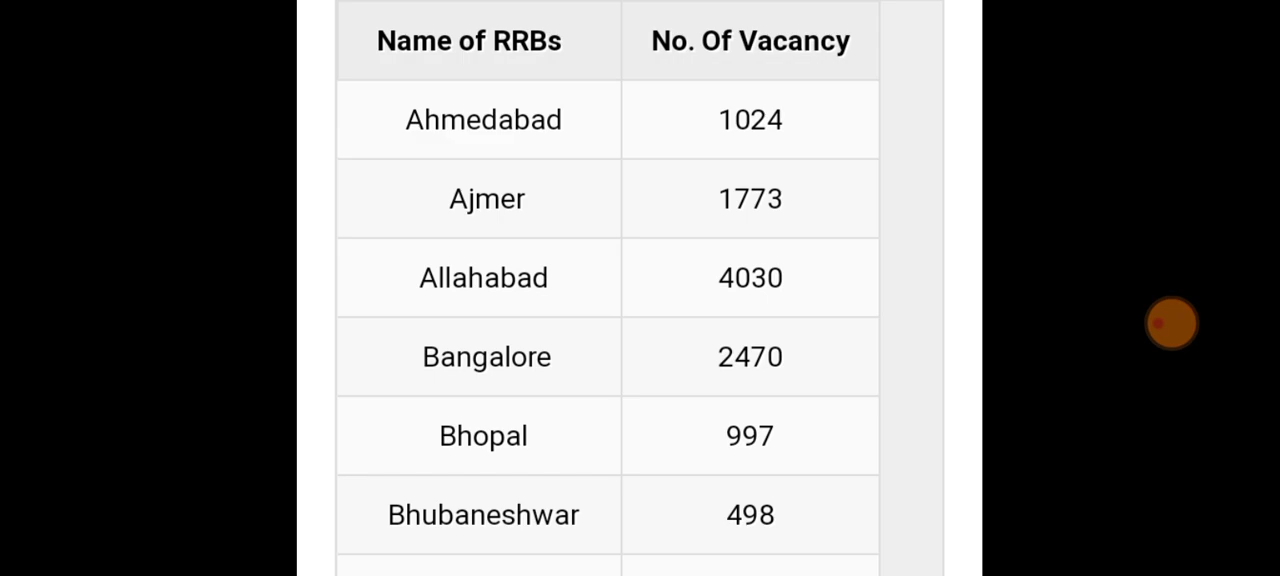 Name of RRBs No. Of Vacancy
Ahmedabad 1024
Ajmer 1773
Allahabad 4030
Bangalore 2470
Bhopal 997
Bhubaneshwar 498